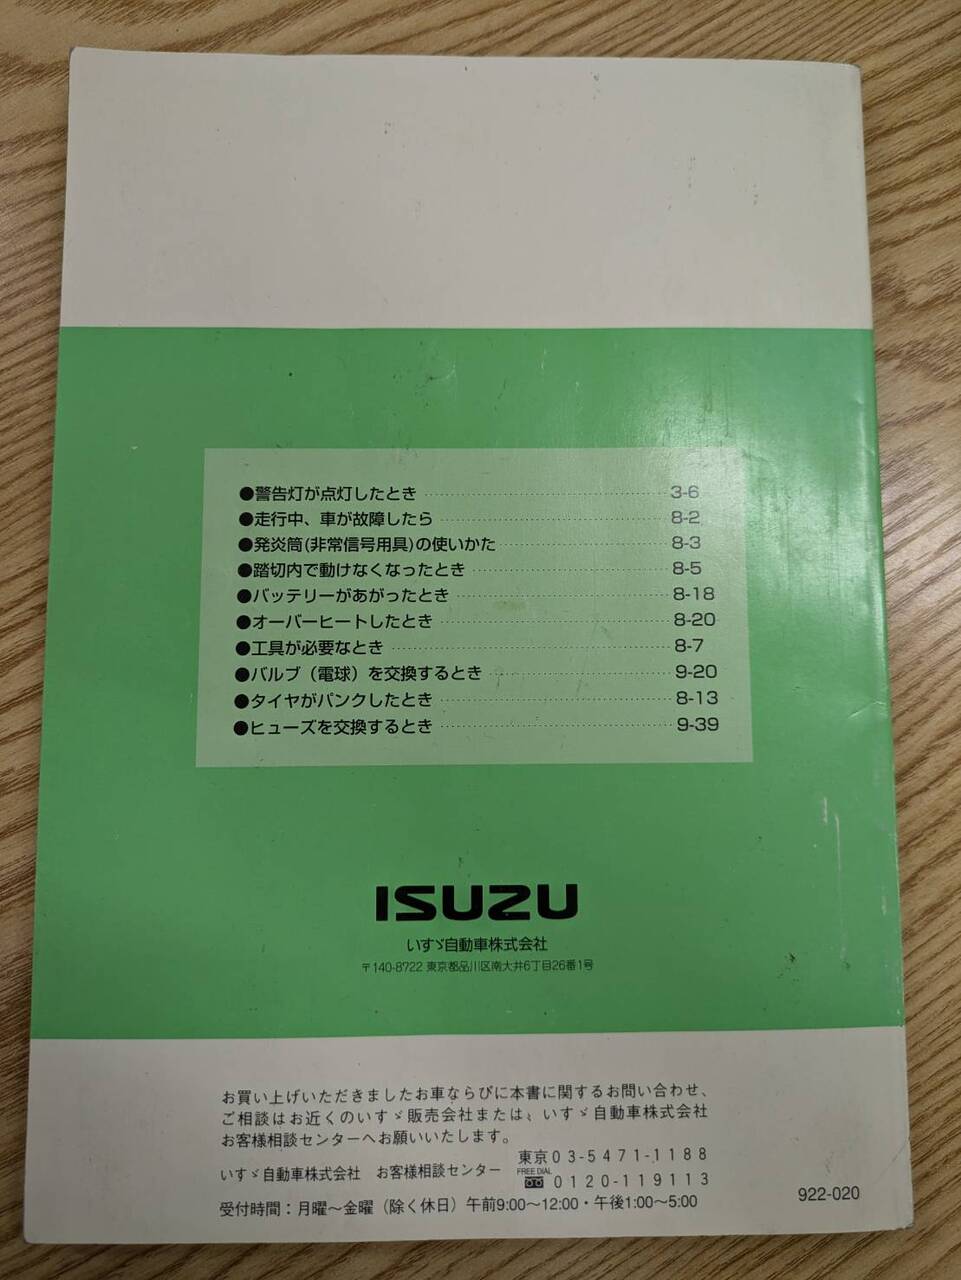 ●警告灯が点灯したとき ………………………… 3-6
●走行中、車が故障したら ………………………… 8-2
●発炎筒(非常信号用具)の使いかた ………………………… 8-3
●踏切内で動けなくなったとき ………………………… 8-5
●バッテリーがあがったとき ………………………… 8-18
●オーバーヒートしたとき ………………………… 8-20
●工具が必要なとき ………………………… 8-7
●バルブ（電球）を交換するとき ………………………… 9-20
●タイヤがパンクしたとき ………………………… 8-13
●ヒューズを交換するとき ………………………… 9-39
ISUZU
いすゞ自動車株式会社
〒140-8722 東京都品川区南大井6丁目26番1号
お買い上げいただきましたお車ならびに本書に関するお問い合わせ、
ご相談はお近くのいすゞ販売会社または、いすゞ自動車株式会社
お客様相談センターへお願いいたします。
東京03-5471-1188
いすゞ自動車株式会社 お客様相談センター FREE DIAL 0120-119113
受付時間：月曜〜金曜（除く休日）午前9:00〜12:00・午後1:00〜5:00
922-020